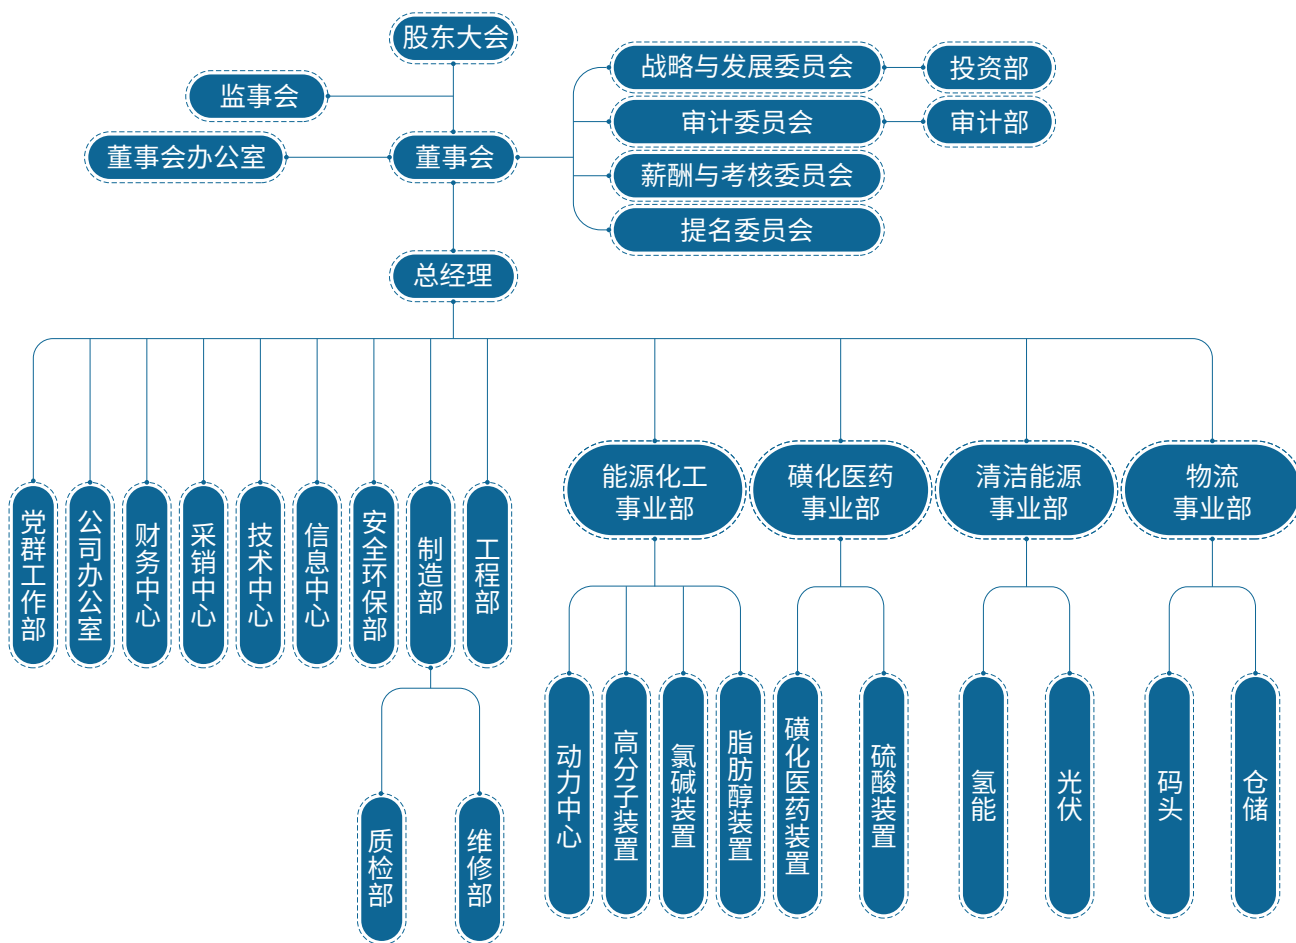 股东大会
监事会
董事会办公室
董事会
战略与发展委员会
投资部
审计委员会
审计部
薪酬与考核委员会
提名委员会
总经理
党群工作部
公司办公室
财务中心
采销中心
技术中心
信息中心
安全环保部
制造部
工程部
质检部
维修部
能源化工
事业部
磺化医药
事业部
清洁能源
事业部
物流
事业部
动力中心
高分子装置
氯碱装置
脂肪醇装置
磺化医药装置
硫酸装置
氢能
光伏
码头
仓储